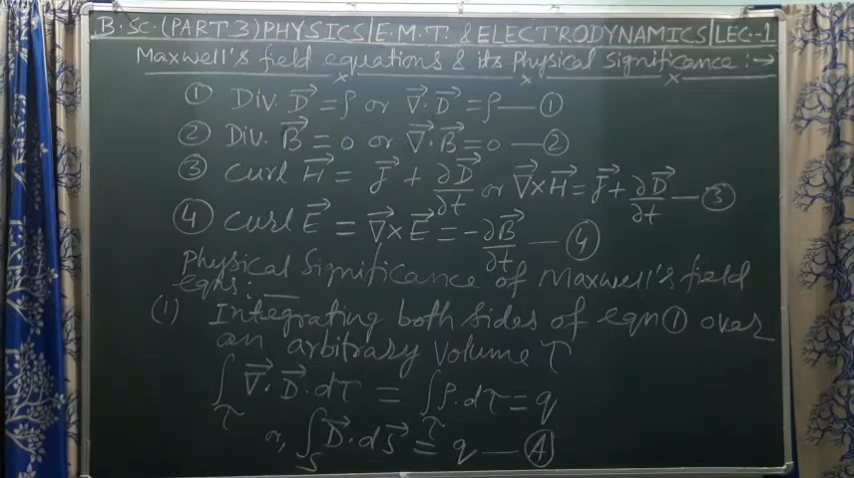 B.SC.(PART 3)PHYSICS|E.M.T. & ELECTRODYNAMICS|LEC.-1
Maxwell's field equations & its Physical Significance :→
① Div. D⃗ = ρ or ∇⃗·D⃗ = ρ — ①
② Div. B⃗ = 0 or ∇⃗·B⃗ = 0 — ②
③ curl H⃗ = J⃗ + ∂D⃗/∂t or ∇⃗×H⃗ = J⃗ + ∂D⃗/∂t — ③
④ curl E⃗ = ∇⃗×E⃗ = -∂B⃗/∂t — ④
Physical Significance of Maxwell's field
eqns:—
(1) Integrating both sides of eqn① over
an arbitrary volume τ
∫τ ∇⃗·D⃗·dτ = ∫τ ρ·dτ = q
or, ∫S D⃗·dS⃗ = q — Ⓐ